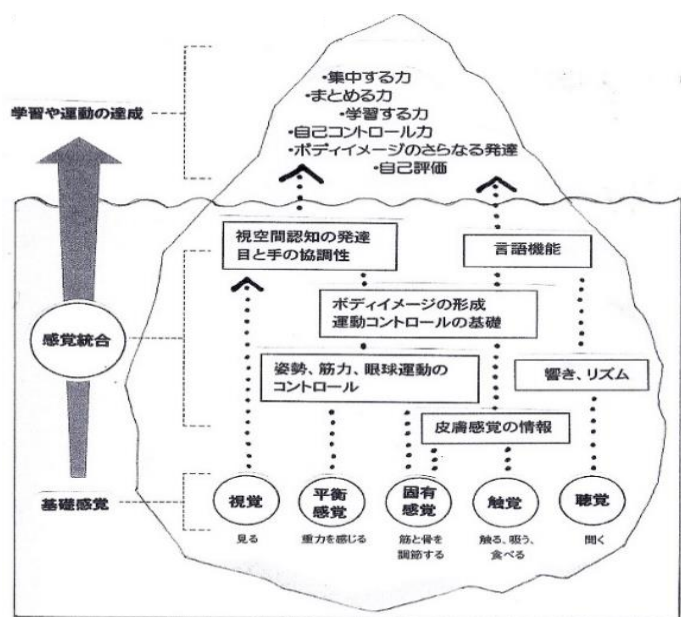 ・集中する力
・まとめる力
学習や運動の達成
・学習する力
・自己コントロール力
・ボディイメージのさらなる発達
・自己評価
視空間認知の発達
目と手の協調性
言語機能
ボディイメージの形成
運動コントロールの基礎
感覚統合
姿勢、筋力、眼球運動の
コントロール
響き、リズム
皮膚感覚の情報
基礎感覚
視覚
平衡
感覚
固有
感覚
触覚
聴覚
見る
重力を感じる
筋と骨を
調節する
触る、吸う、
食べる
聞く